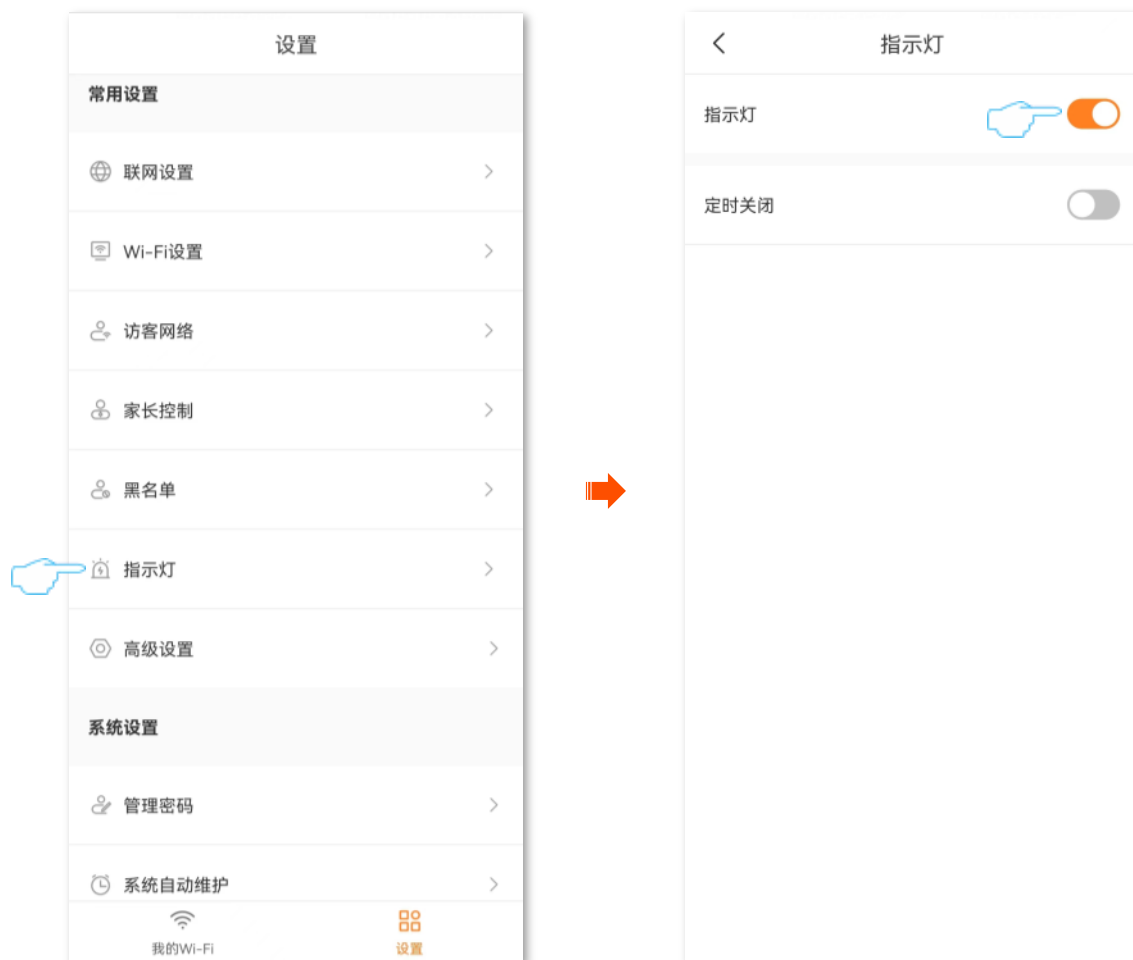 设置
常用设置
联网设置
Wi-Fi设置
访客网络
家长控制
黑名单
指示灯
高级设置
系统设置
管理密码
系统自动维护
我的Wi-Fi
设置
指示灯
指示灯
定时关闭